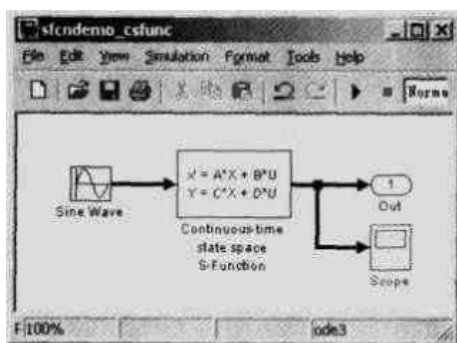 sfcndemo_csfunc
File Edit View Simulation Format Tools Help
Norma
x' = A*X + B*U
Y = C*X + D*U
1
Sine Wave
Out
Continuous-time
state space
S-Function
Scope
F 100%
ode3